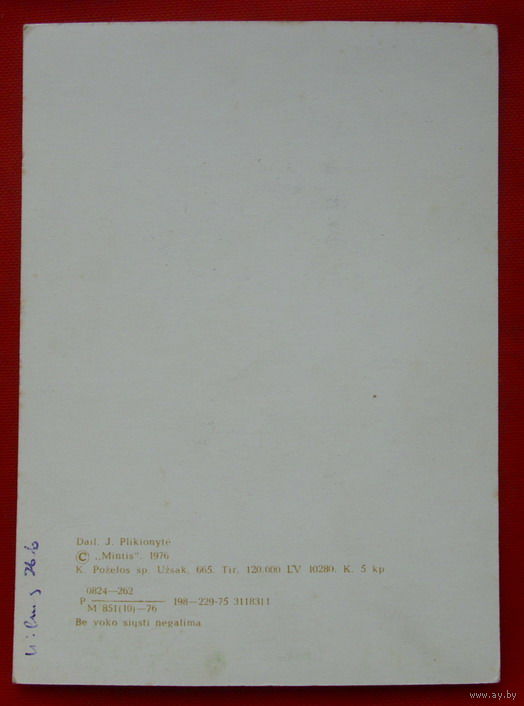 Dail. J. Plikionytė
© „Mintis“. 1976
K. Poželos sp. Užsak. 665. Tir. 120.000 LV 10280. K. 5 kp
P 0824—262
M 851(10)—76 198—229-75 3118311
Be voko siųsti negalima
www.ay.by